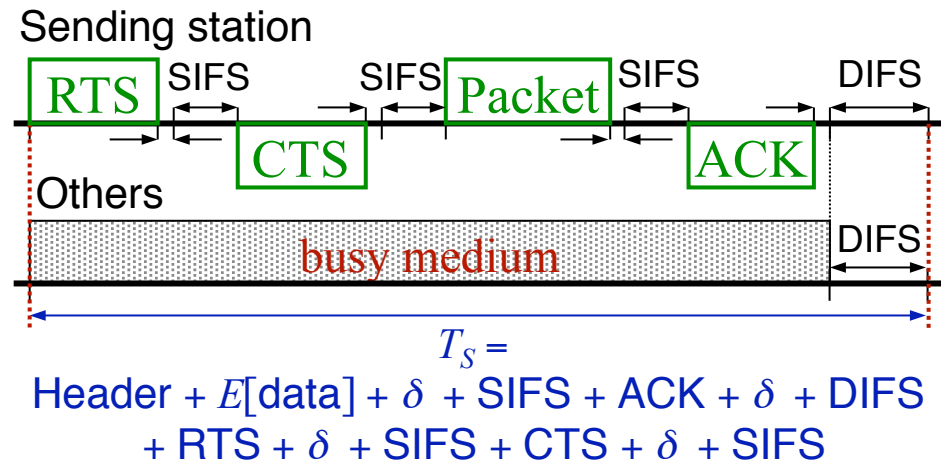 Sending station
RTS SIFS SIFS Packet SIFS DIFS
CTS ACK
Others
busy medium DIFS
T_S =
Header + E[data] + δ + SIFS + ACK + δ + DIFS
+ RTS + δ + SIFS + CTS + δ + SIFS